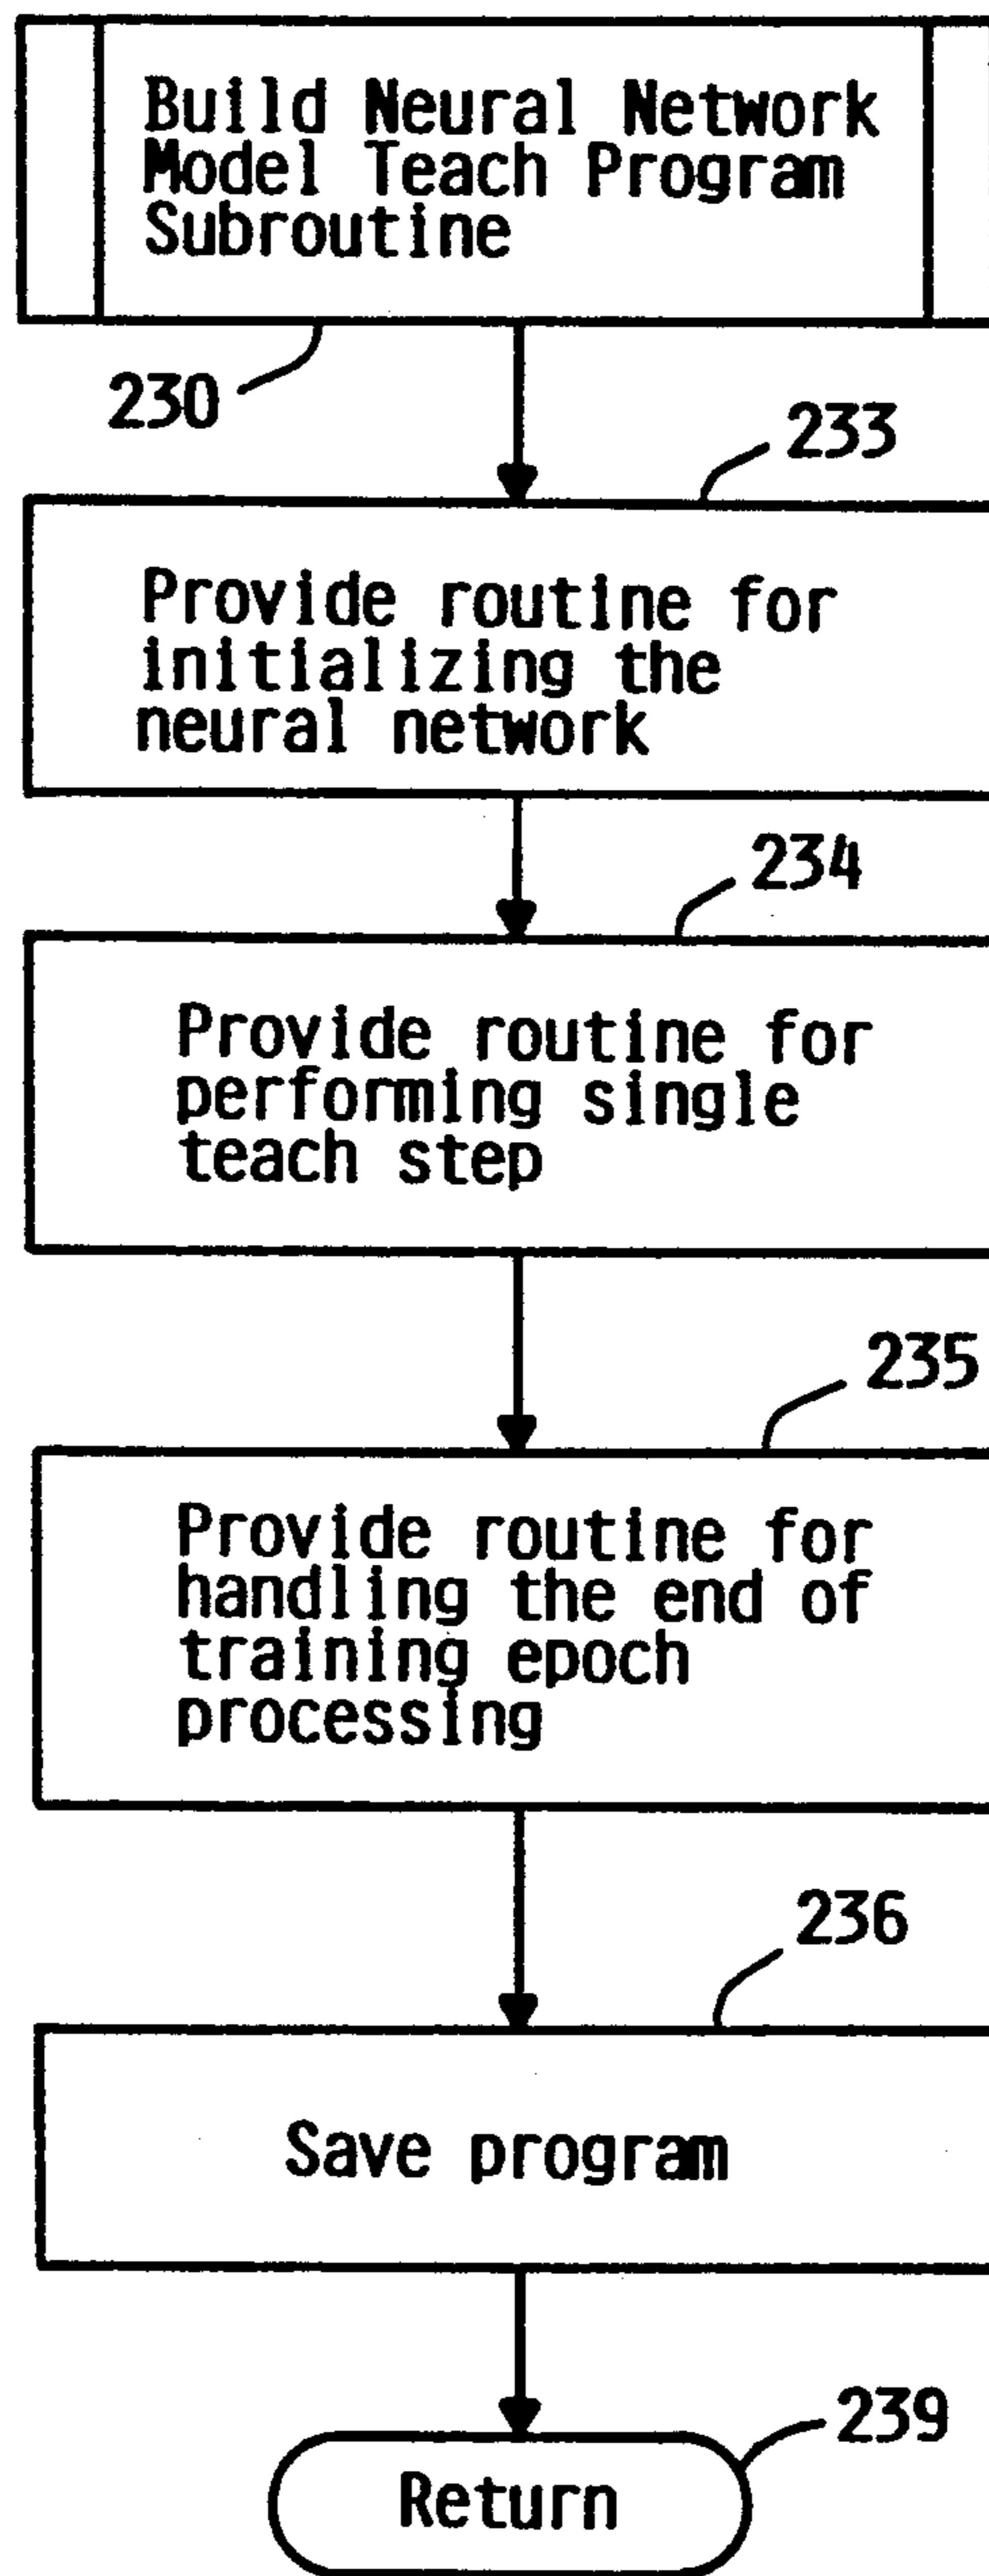 Build Neural Network
Model Teach Program
Subroutine
230
233
Provide routine for
initializing the
neural network
234
Provide routine for
performing single
teach step
235
Provide routine for
handling the end of
training epoch
processing
236
Save program
239
Return